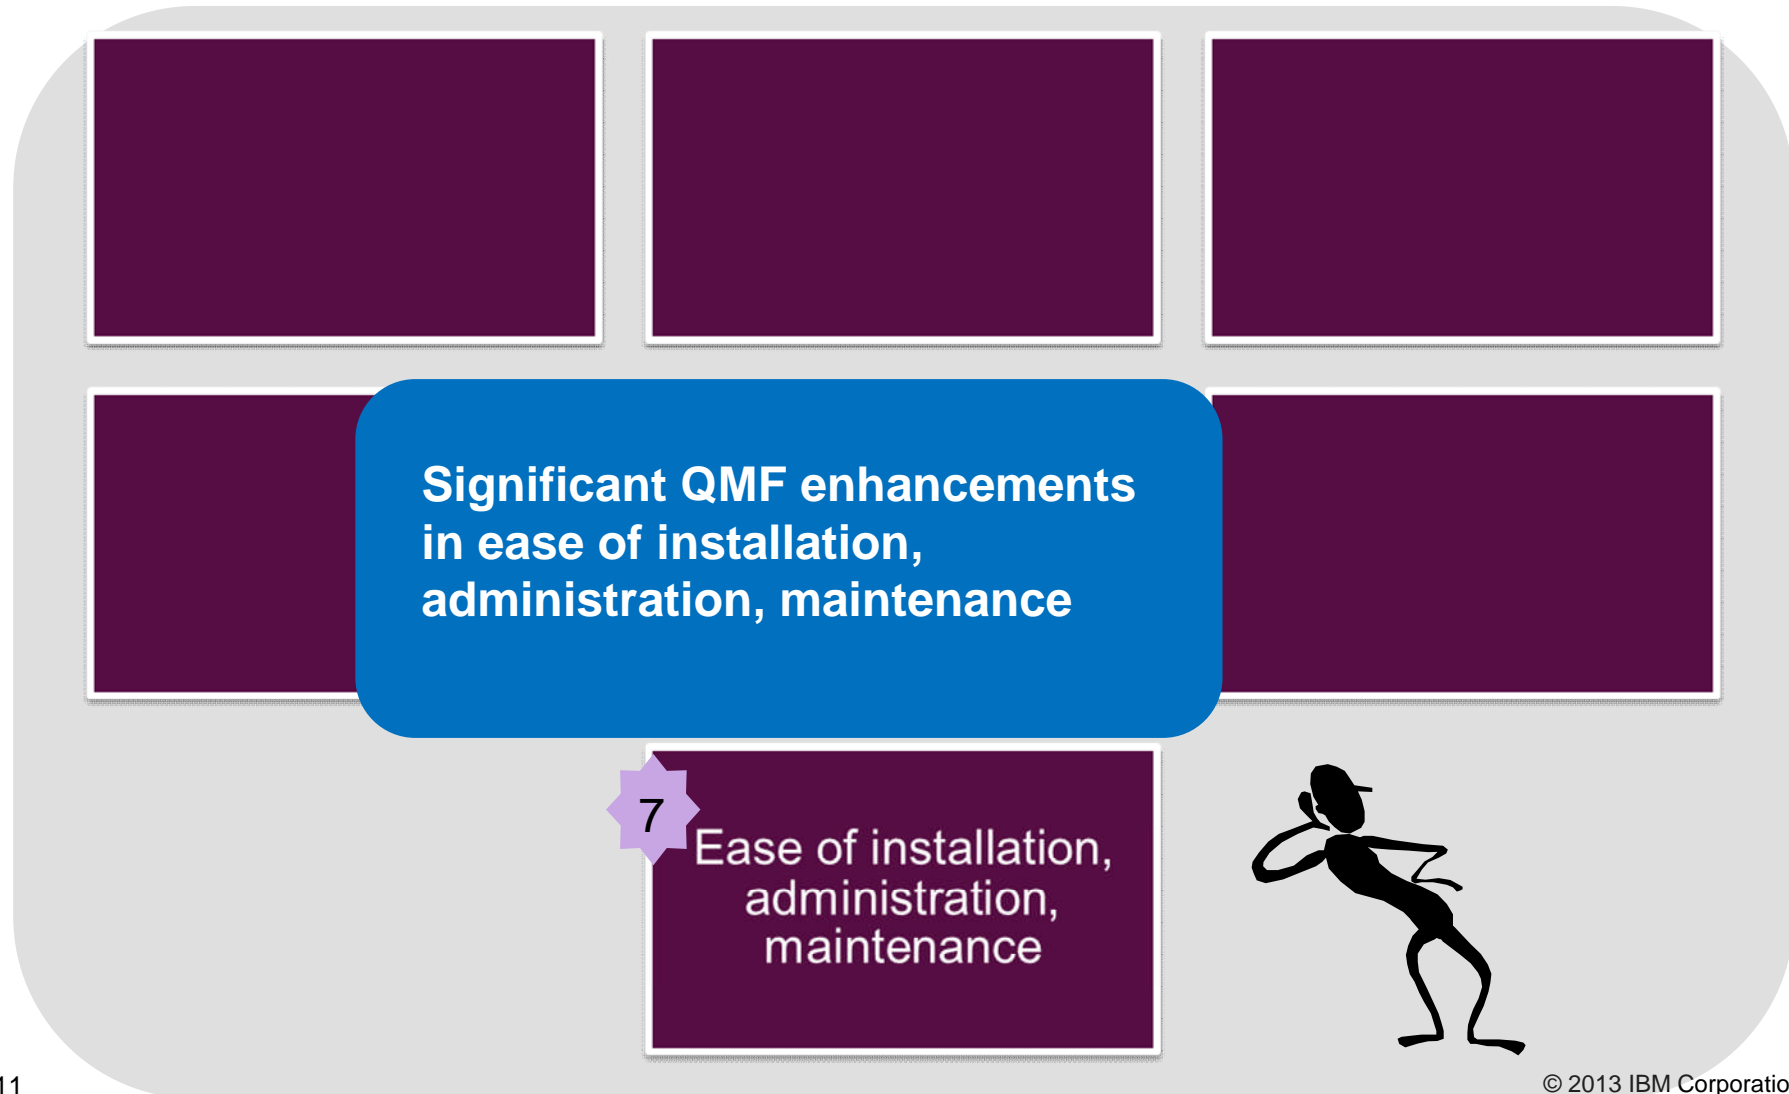 Significant QMF enhancements
in ease of installation,
administration, maintenance
7
Ease of installation,
administration,
maintenance
11
© 2013 IBM Corporatio